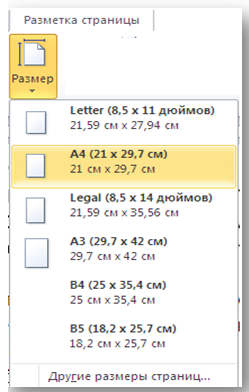 Разметка страницы
Размер
Letter (8,5 x 11 дюймов)
21,59 см x 27,94 см
A4 (21 x 29,7 см)
21 см x 29,7 см
Legal (8,5 x 14 дюймов)
21,59 см x 35,56 см
A3 (29,7 x 42 см)
29,7 см x 42 см
B4 (25 x 35,4 см)
25 см x 35,4 см
B5 (18,2 x 25,7 см)
18,2 см x 25,7 см
Другие размеры страниц...